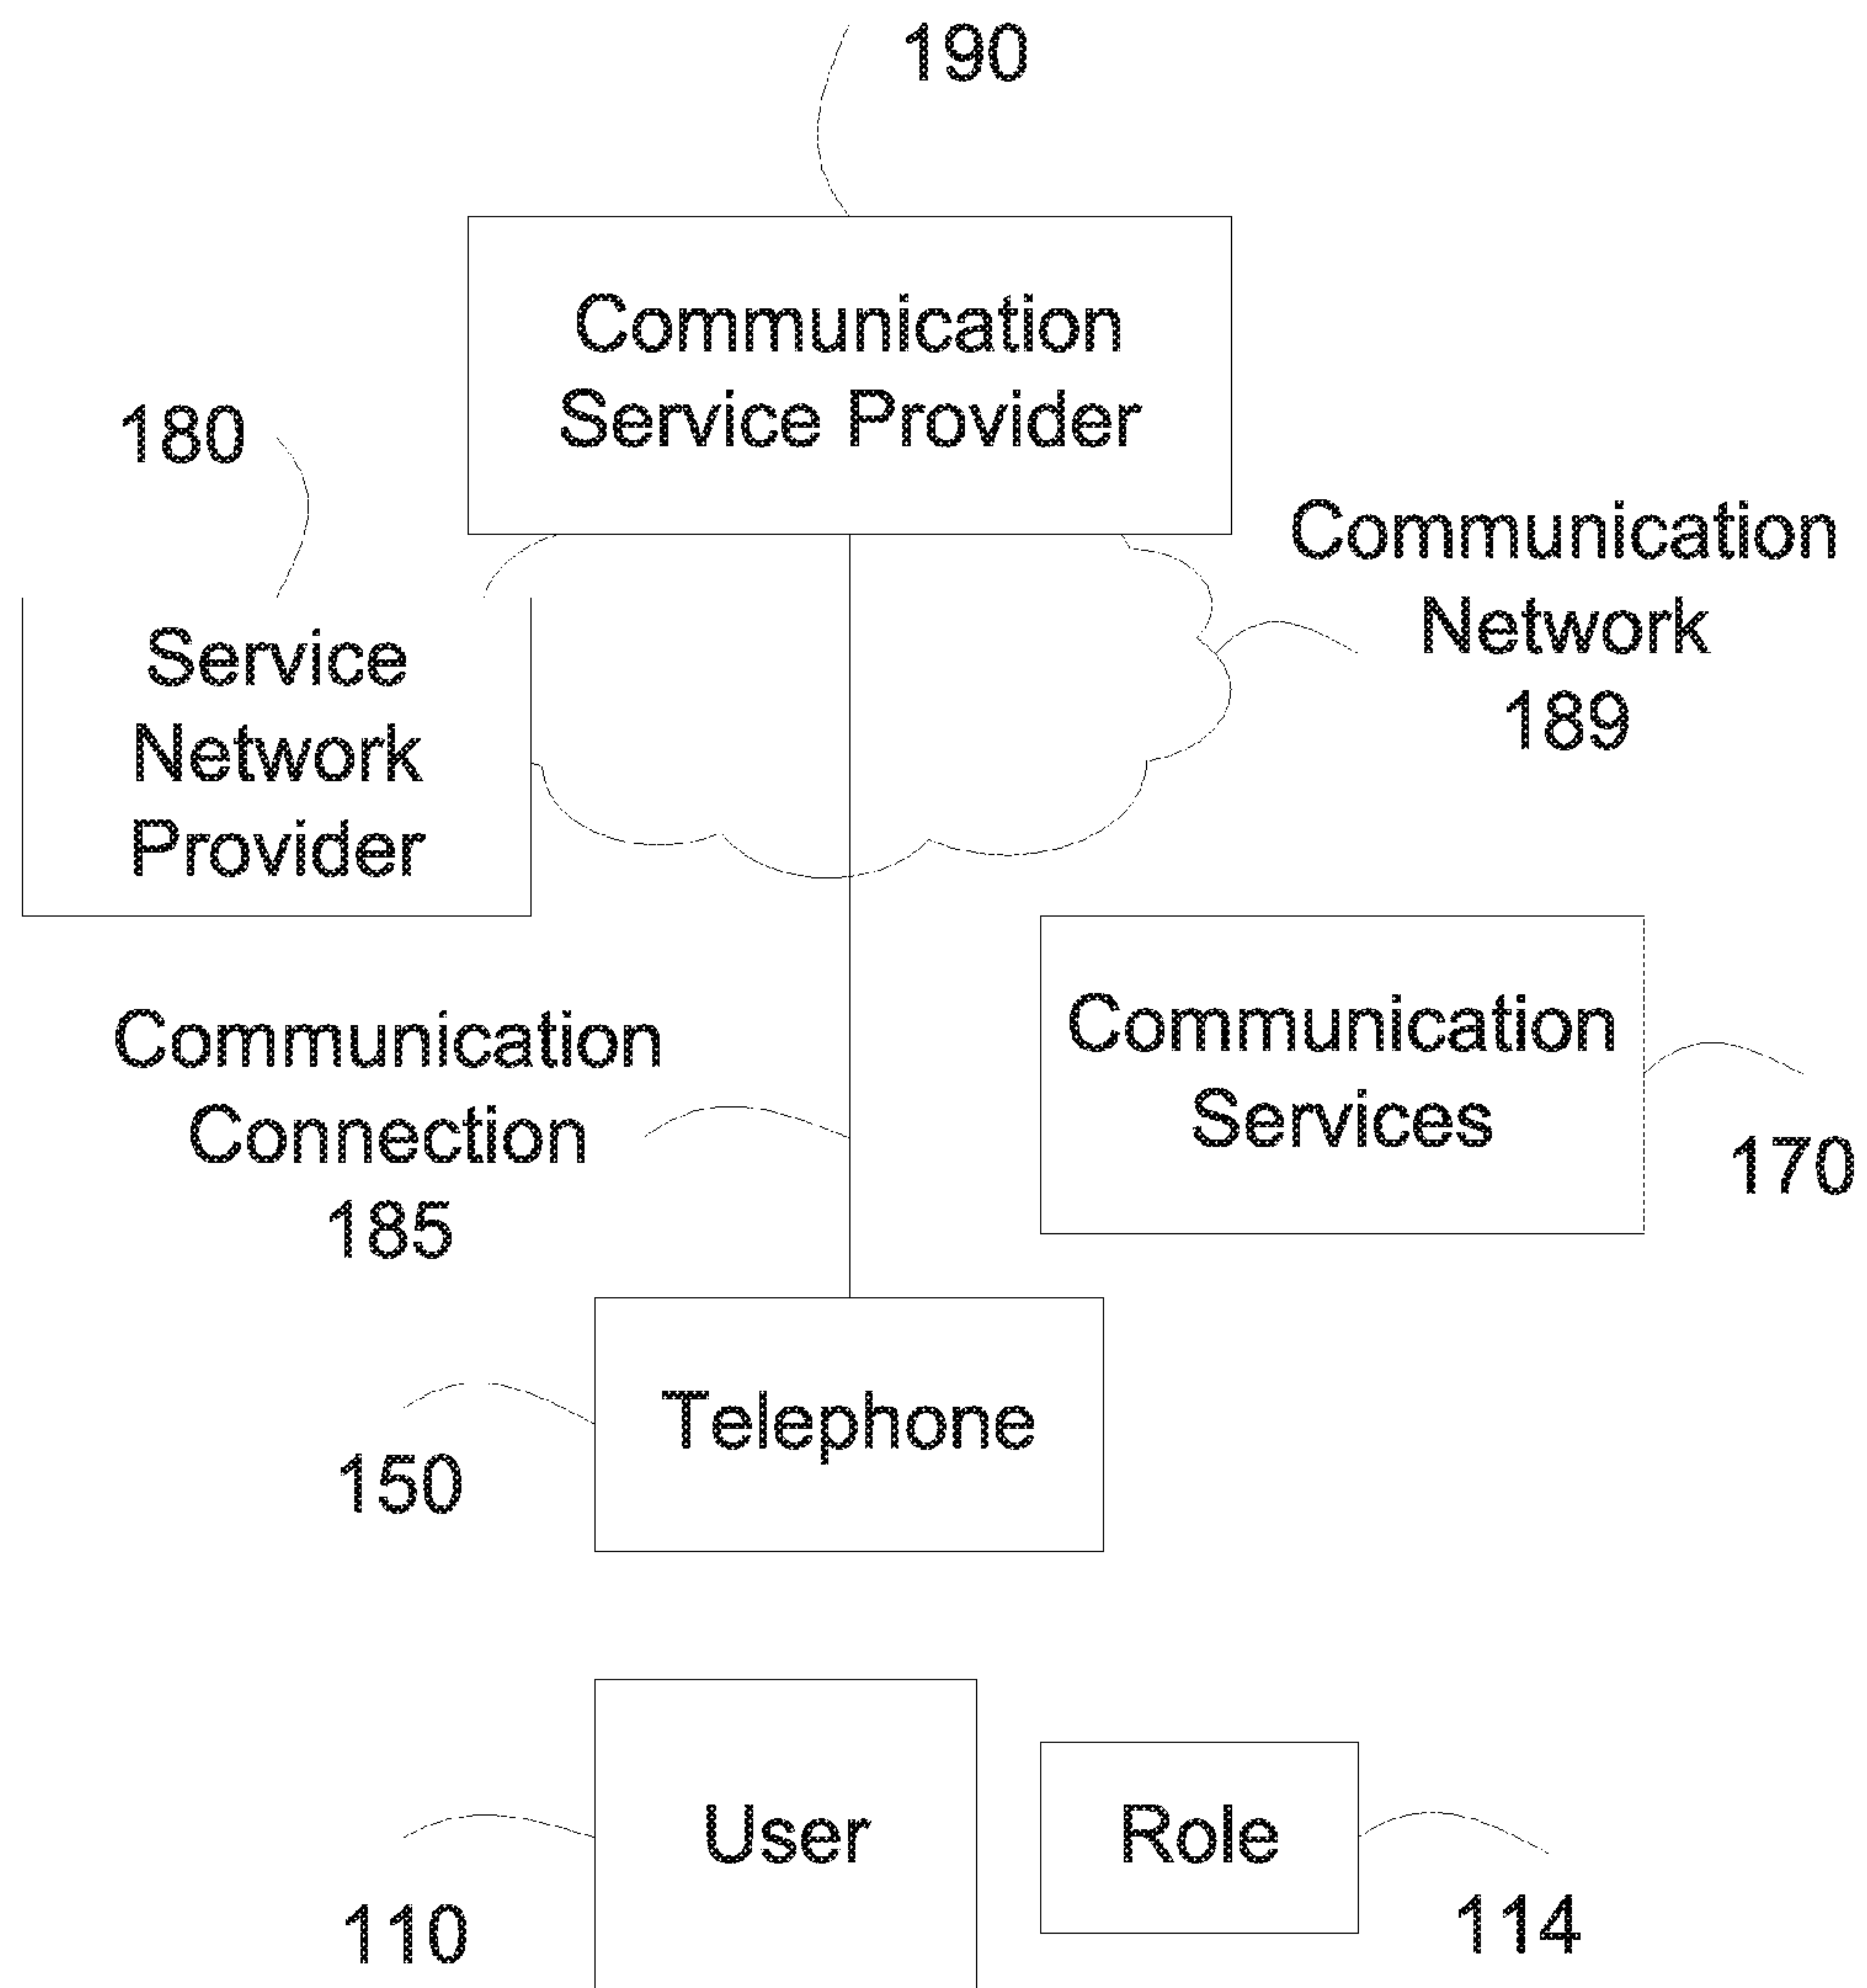 190
Communication
Service Provider
180
Communication
Network
189
Service
Network
Provider
Communication
Connection
185
Communication
Services
170
Telephone
150
User
Role
110
114